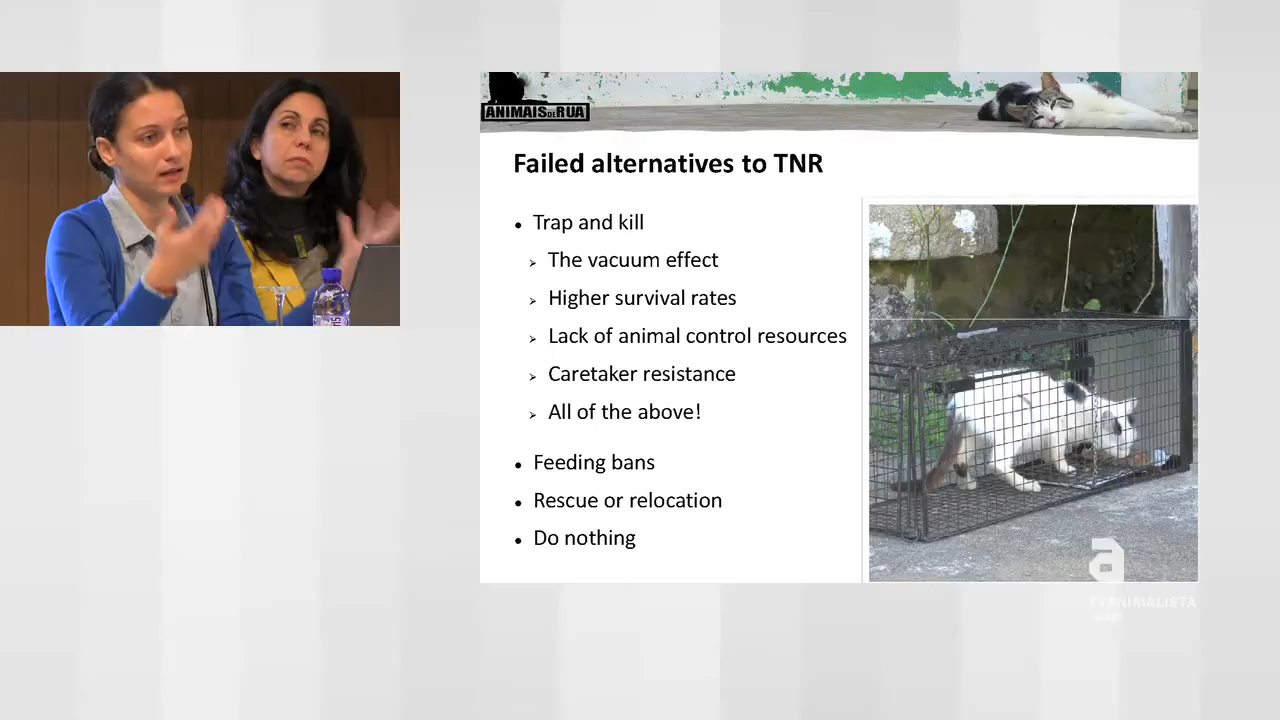 ANIMAIS DE RUA
Failed alternatives to TNR
• Trap and kill
➢ The vacuum effect
➢ Higher survival rates
➢ Lack of animal control resources
➢ Caretaker resistance
➢ All of the above!
• Feeding bans
• Rescue or relocation
• Do nothing
a
ANIMALISTA